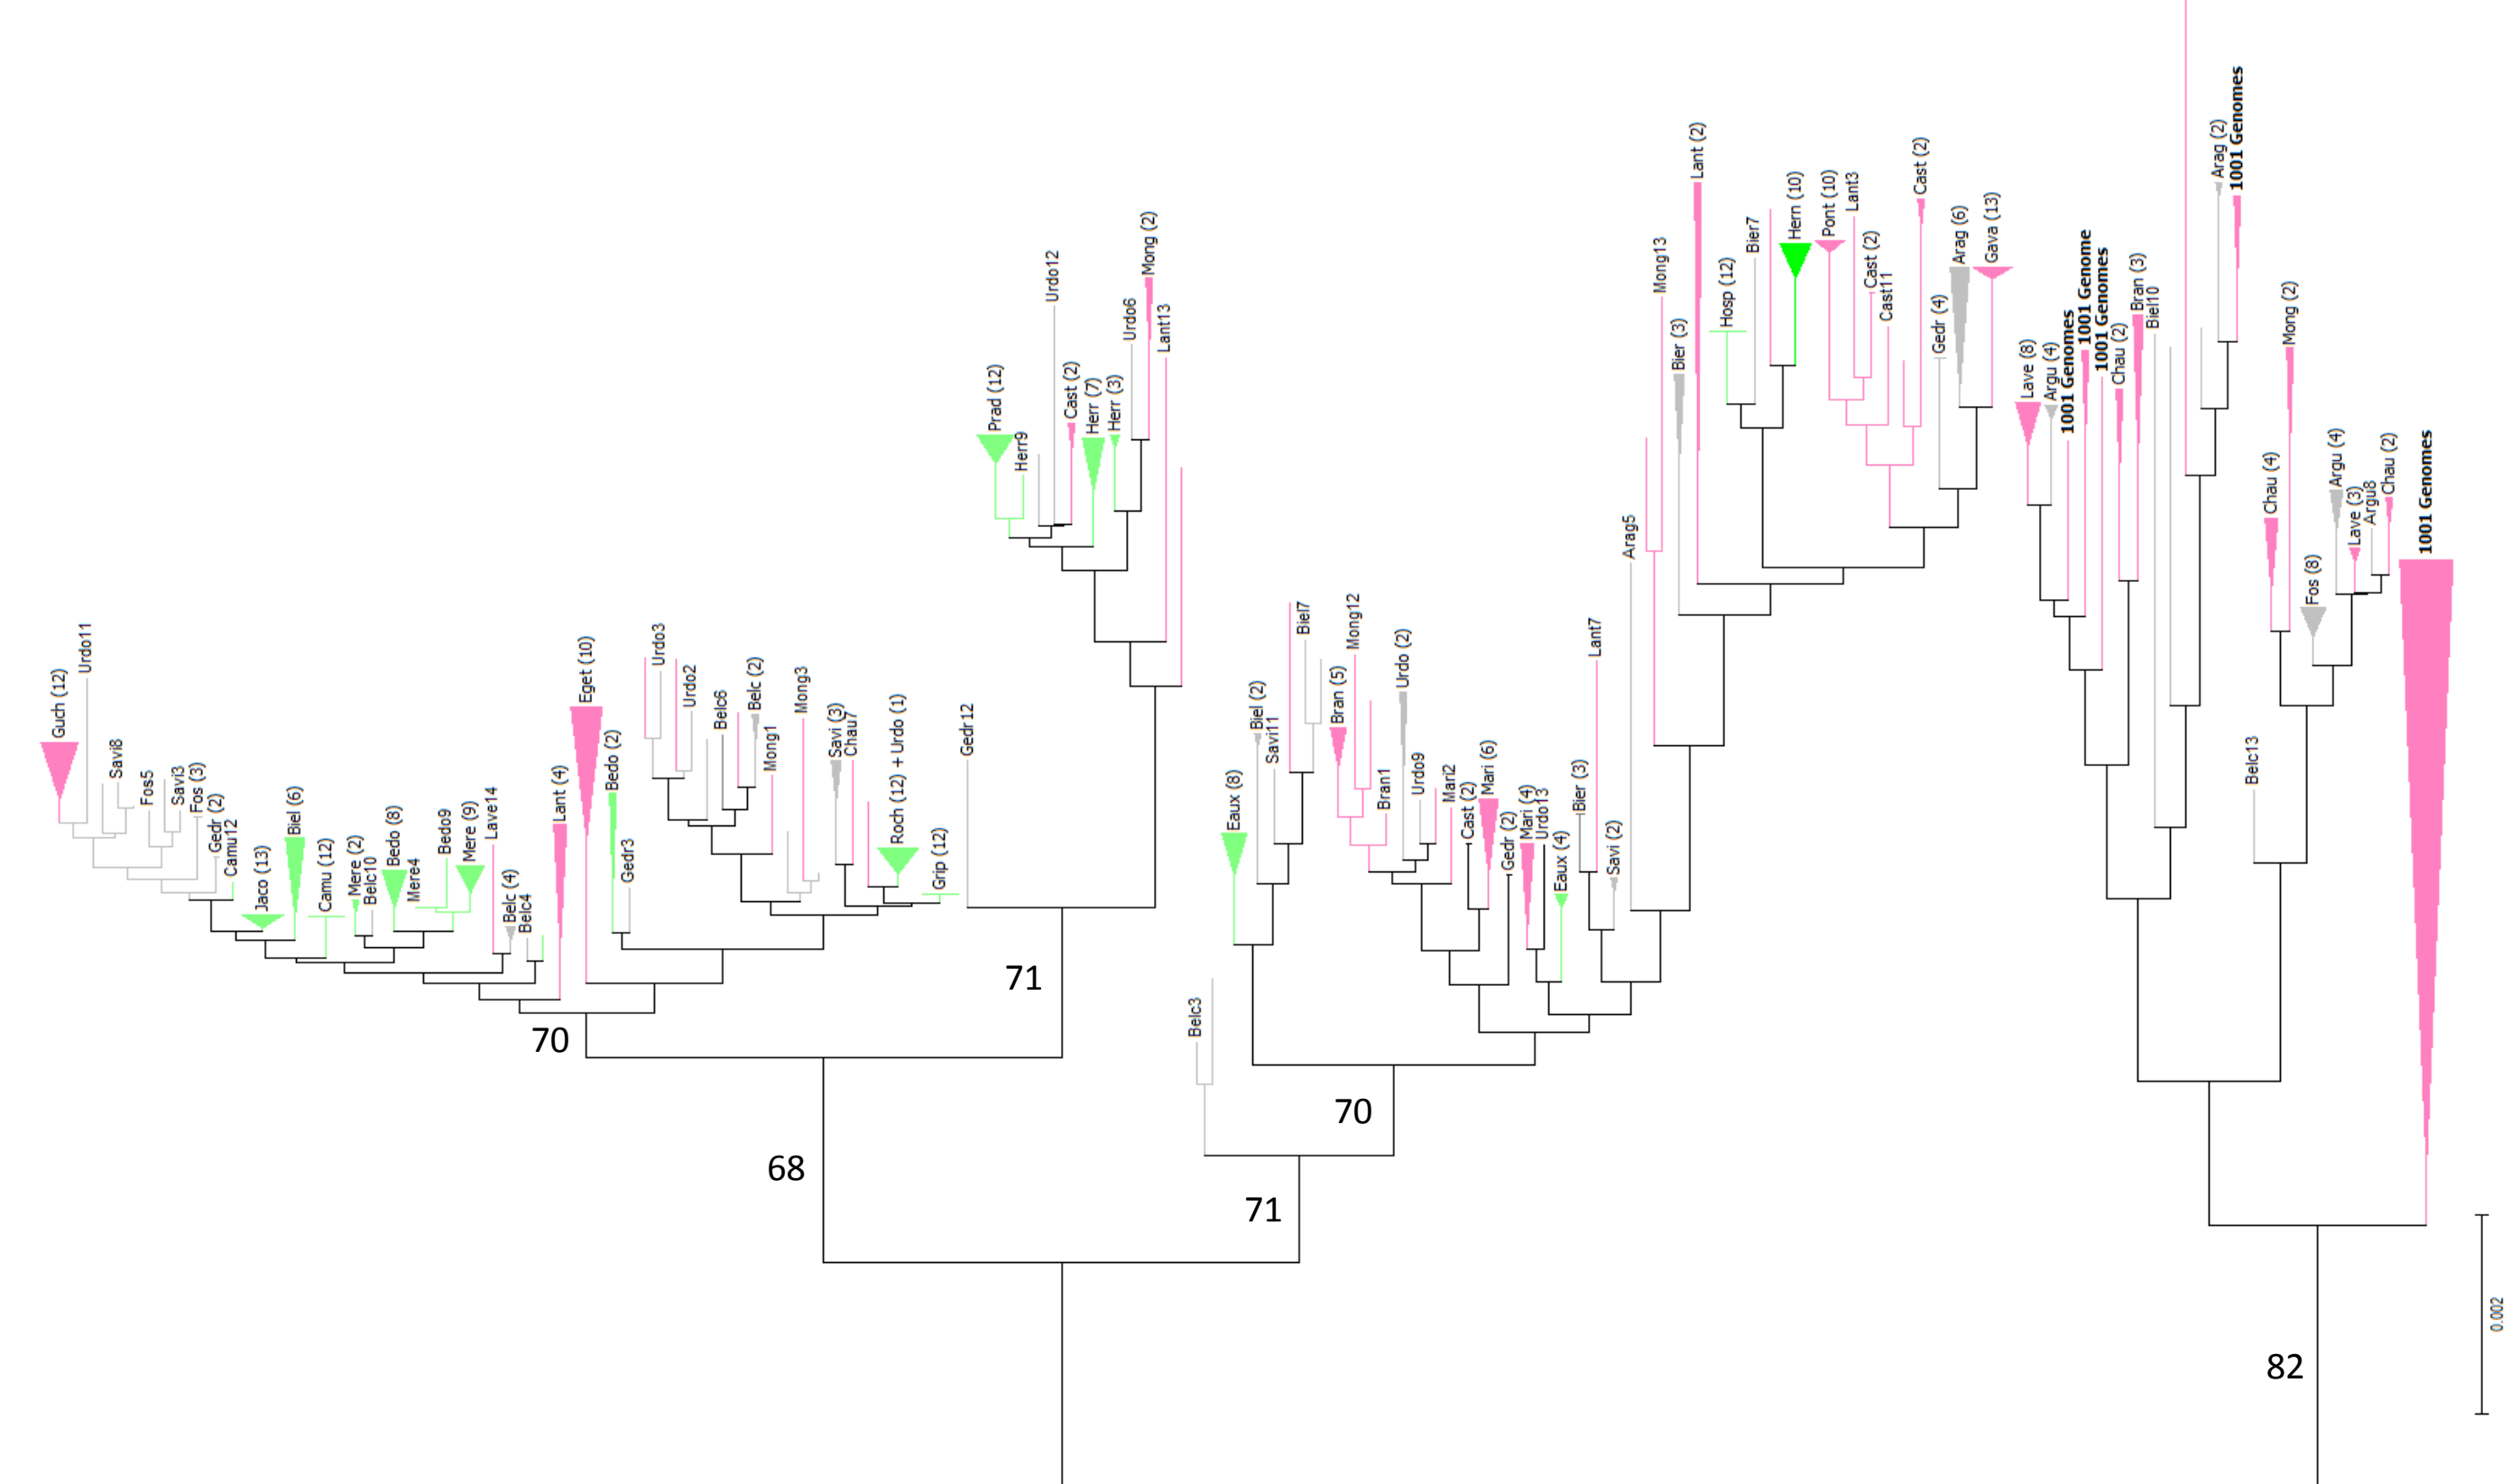 Guch (12)
Urdo11
Savi8
Fos5
Savi3
Fos (3)
Gedr (2)
Camu12
Jaco (13)
Biel (6)
Camu (12)
Mere (2)
Belc10
Bedo (8)
Mere4
Bedo9
Mere (9)
Lave14
Belc (4)
Belc4
Lant (4)
Eget (10)
Bedo (2)
Gedr3
Urdo3
Urdo2
Belc6
Belc (2)
Mong1
Mong3
Savi (3)
Chau7
Roch (12) + Urdo (1)
Grip (12)
Gedr12
Prad (12)
Herr9
Urdo12
Cast (2)
Herr (7)
Herr (3)
Urdo6
Mong (2)
Lant13
Belc3
Eaux (8)
Biel (2)
Savi11
Biel7
Bran (5)
Mong12
Bran1
Urdo (2)
Urdo9
Mari2
Cast (2)
Mari (6)
Gedr (2)
Mari (4)
Urdo13
Eaux (4)
Bier (3)
Lant7
Savi (2)
Arag5
Mong13
Bier (3)
Lant (2)
Hosp (12)
Bier7
Hern (10)
Pont (10)
Lant3
Cast (2)
Cast11
Cast (2)
Gedr (4)
Arag (6)
Gava (13)
Lave (8)
Argu (4)
1001 Genomes
1001 Genome
1001 Genomes
Chau (2)
Bran (3)
Biel10
Arag (2)
1001 Genomes
Belc13
Chau (4)
Mong (2)
Fos (8)
Argu (4)
Lave (3)
Argu8
Chau (2)
1001 Genomes
70
71
68
71
70
82
0.002